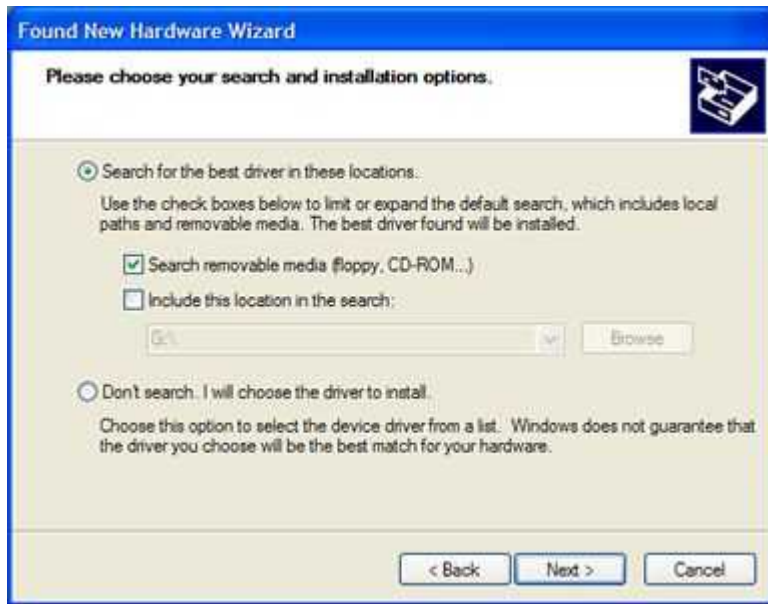 Found New Hardware Wizard
Please choose your search and installation options.
Search for the best driver in these locations.
Use the check boxes below to limit or expand the default search, which includes local
paths and removable media. The best driver found will be installed.
Search removable media (floppy, CD-ROM...)
Include this location in the search:
G:\
Browse
Don't search. I will choose the driver to install.
Choose this option to select the device driver from a list. Windows does not guarantee that
the driver you choose will be the best match for your hardware.
< Back
Next >
Cancel